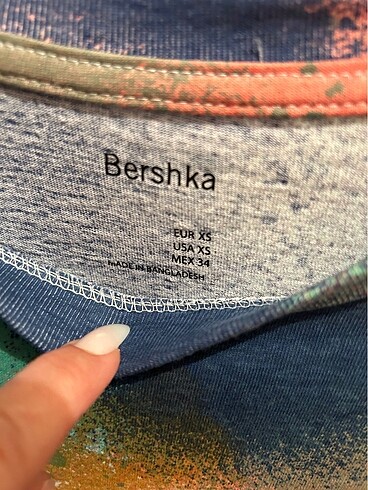 Bershka
EUR XS
USA XS
MEX 34
MADE IN BANGLADESH